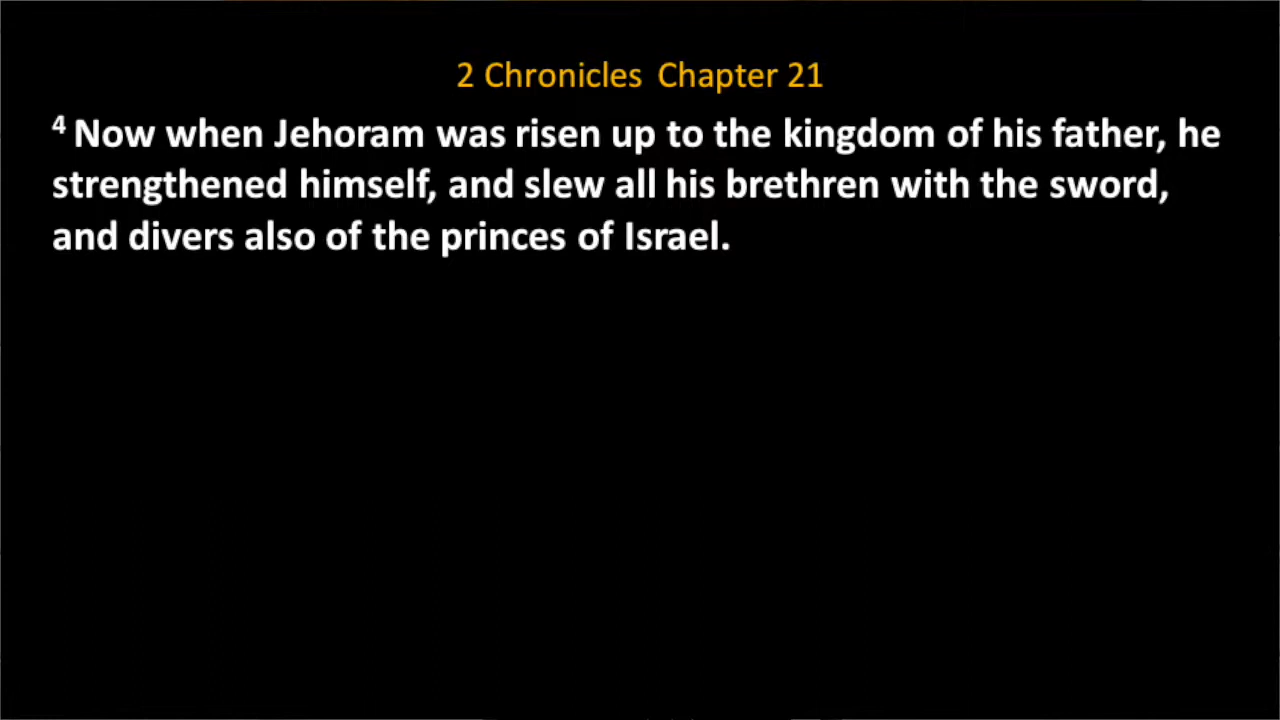 2 Chronicles Chapter 21
4 Now when Jehoram was risen up to the kingdom of his father, he
strengthened himself, and slew all his brethren with the sword,
and divers also of the princes of Israel.